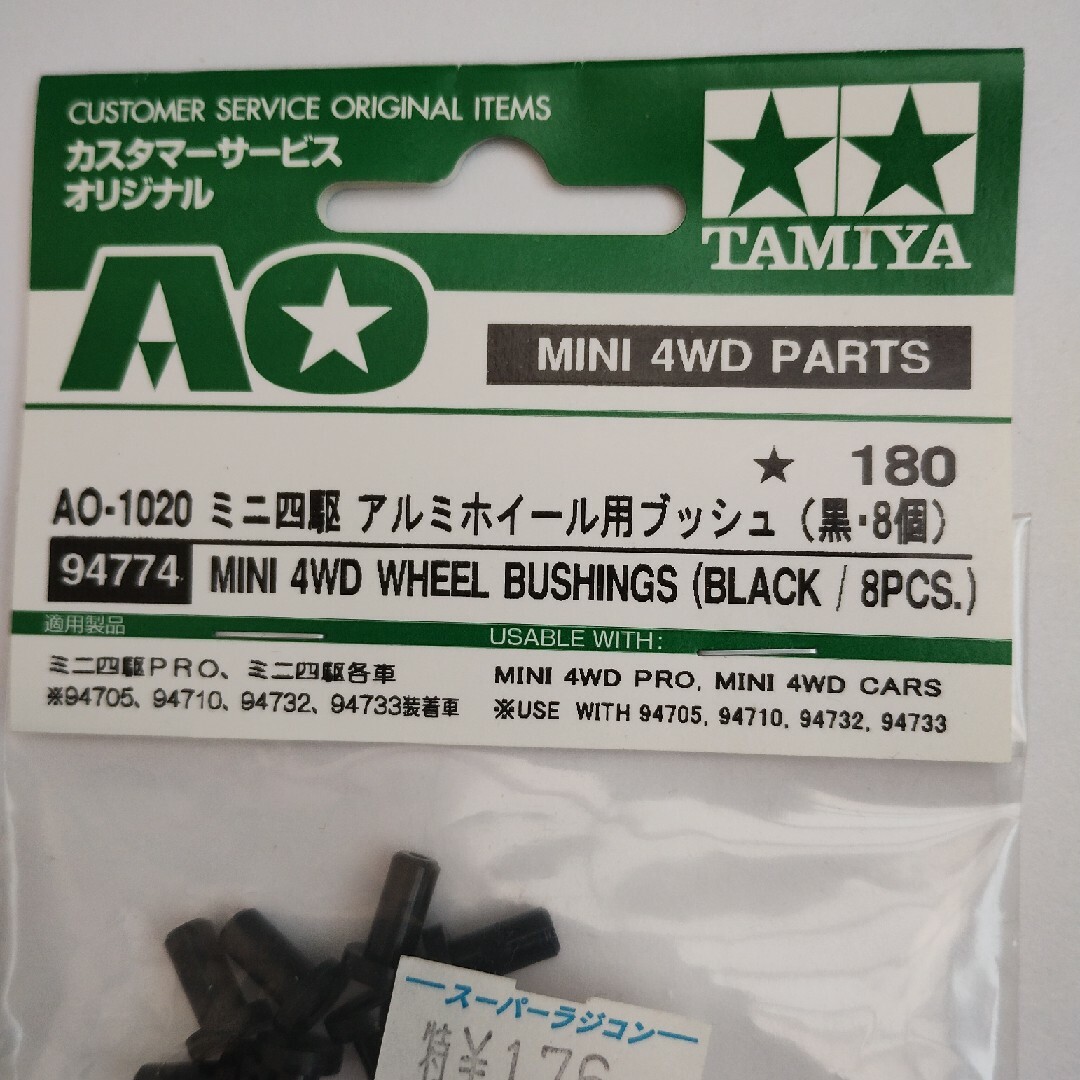 CUSTOMER SERVICE ORIGINAL ITEMS
カスタマーサービス
オリジナル
TAMIYA
AO
MINI 4WD PARTS
★ 180
AO-1020 ミニ四駆 アルミホイール用ブッシュ（黒・8個）
94774 MINI 4WD WHEEL BUSHINGS (BLACK / 8PCS.)
適用製品
ミニ四駆PRO、ミニ四駆各車
※94705、94710、94732、94733装着車
USABLE WITH:
MINI 4WD PRO, MINI 4WD CARS
※USE WITH 94705, 94710, 94732, 94733
スーパーラジコン
特¥176